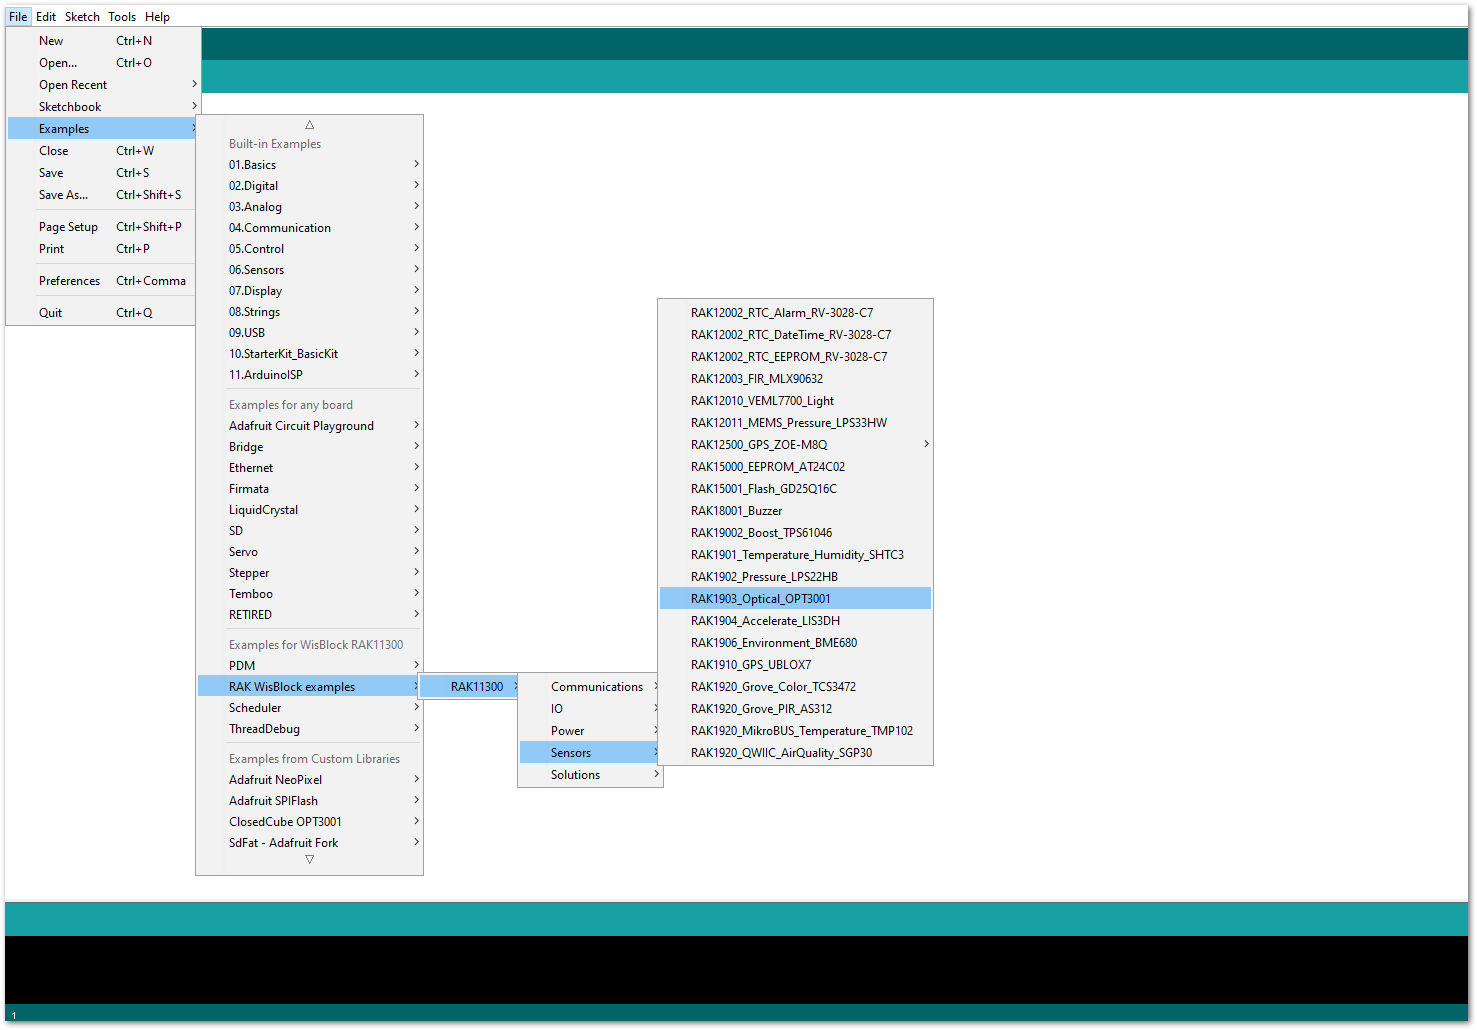 File Edit Sketch Tools Help
New Ctrl+N
Open... Ctrl+O
Open Recent
Sketchbook
Examples
Close Ctrl+W
Save Ctrl+S
Save As... Ctrl+Shift+S
Page Setup Ctrl+Shift+P
Print Ctrl+P
Preferences Ctrl+Comma
Quit Ctrl+Q
Built-in Examples
01.Basics
02.Digital
03.Analog
04.Communication
05.Control
06.Sensors
07.Display
08.Strings
09.USB
10.StarterKit_BasicKit
11.ArduinoISP
Examples for any board
Adafruit Circuit Playground
Bridge
Ethernet
Firmata
LiquidCrystal
SD
Servo
Stepper
Temboo
RETIRED
Examples for WisBlock RAK11300
PDM
RAK WisBlock examples
Scheduler
ThreadDebug
Examples from Custom Libraries
Adafruit NeoPixel
Adafruit SPIFlash
ClosedCube OPT3001
SdFat - Adafruit Fork
RAK11300
Communications
IO
Power
Sensors
Solutions
RAK12002_RTC_Alarm_RV-3028-C7
RAK12002_RTC_DateTime_RV-3028-C7
RAK12002_RTC_EEPROM_RV-3028-C7
RAK12003_FIR_MLX90632
RAK12010_VEML7700_Light
RAK12011_MEMS_Pressure_LPS33HW
RAK12500_GPS_ZOE-M8Q
RAK15000_EEPROM_AT24C02
RAK15001_Flash_GD25Q16C
RAK18001_Buzzer
RAK19002_Boost_TPS61046
RAK1901_Temperature_Humidity_SHTC3
RAK1902_Pressure_LPS22HB
RAK1903_Optical_OPT3001
RAK1904_Accelerate_LIS3DH
RAK1906_Environment_BME680
RAK1910_GPS_UBLOX7
RAK1920_Grove_Color_TCS3472
RAK1920_Grove_PIR_AS312
RAK1920_MikroBUS_Temperature_TMP102
RAK1920_QWIIC_AirQuality_SGP30
1